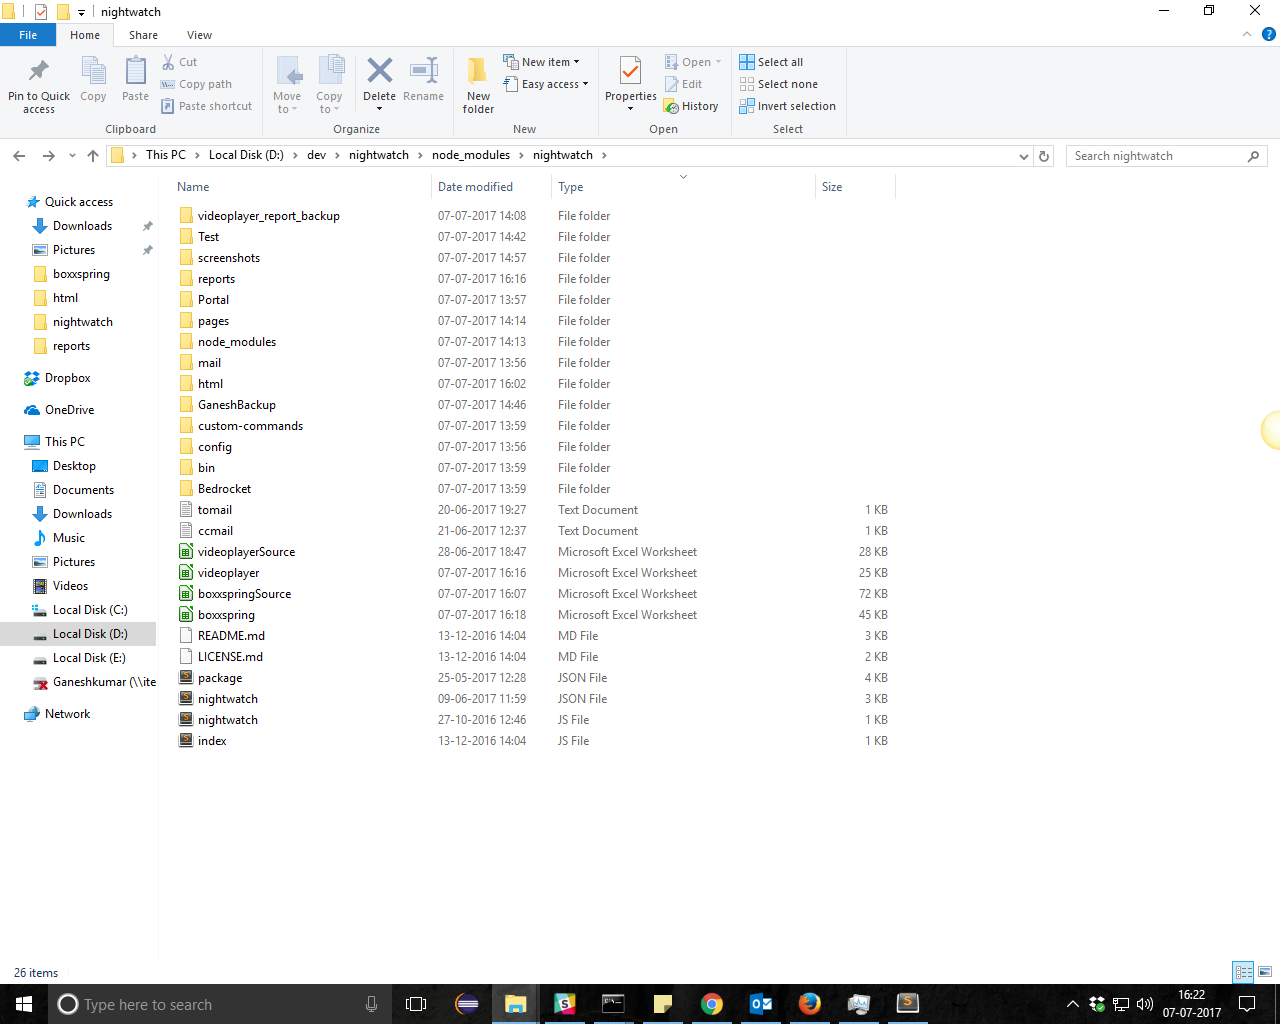 nightwatch
File Home Share View
Pin to Quick access
Copy
Paste
Cut
Copy path
Paste shortcut
Clipboard
Move to
Copy to
Delete
Rename
Organize
New folder
New item
Easy access
New
Properties
Open
Edit
History
Open
Select all
Select none
Invert selection
Select
This PC > Local Disk (D:) > dev > nightwatch > node_modules > nightwatch >
Search nightwatch
Quick access
Downloads
Pictures
boxxspring
html
nightwatch
reports
Dropbox
OneDrive
This PC
Desktop
Documents
Downloads
Music
Pictures
Videos
Local Disk (C:)
Local Disk (D:)
Local Disk (E:)
Ganeshkumar (\\ite
Network
Name Date modified Type Size
videoplayer_report_backup 07-07-2017 14:08 File folder
Test 07-07-2017 14:42 File folder
screenshots 07-07-2017 14:57 File folder
reports 07-07-2017 16:16 File folder
Portal 07-07-2017 13:57 File folder
pages 07-07-2017 14:14 File folder
node_modules 07-07-2017 14:13 File folder
mail 07-07-2017 13:56 File folder
html 07-07-2017 16:02 File folder
GaneshBackup 07-07-2017 14:46 File folder
custom-commands 07-07-2017 13:59 File folder
config 07-07-2017 13:56 File folder
bin 07-07-2017 13:59 File folder
Bedrocket 07-07-2017 13:59 File folder
tomail 20-06-2017 19:27 Text Document 1 KB
ccmail 21-06-2017 12:37 Text Document 1 KB
videoplayerSource 28-06-2017 18:47 Microsoft Excel Worksheet 28 KB
videoplayer 07-07-2017 16:16 Microsoft Excel Worksheet 25 KB
boxxspringSource 07-07-2017 16:07 Microsoft Excel Worksheet 72 KB
boxxspring 07-07-2017 16:18 Microsoft Excel Worksheet 45 KB
README.md 13-12-2016 14:04 MD File 3 KB
LICENSE.md 13-12-2016 14:04 MD File 2 KB
package 25-05-2017 12:28 JSON File 4 KB
nightwatch 09-06-2017 11:59 JSON File 3 KB
nightwatch 27-10-2016 12:46 JS File 1 KB
index 13-12-2016 14:04 JS File 1 KB
26 items
Type here to search
16:22
07-07-2017